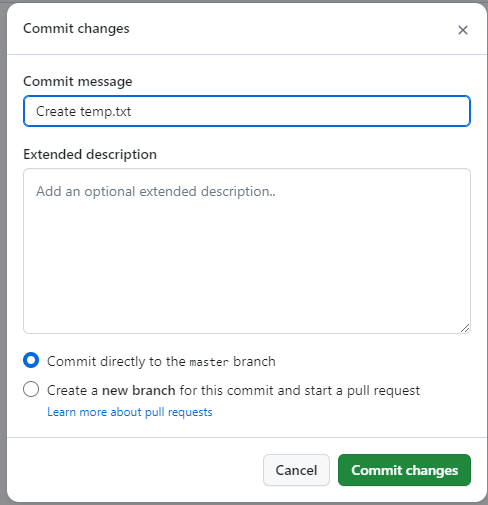 Commit changes
Commit message
Create temp.txt
Extended description
Add an optional extended description..
Commit directly to the master branch
Create a new branch for this commit and start a pull request
Learn more about pull requests
Cancel
Commit changes